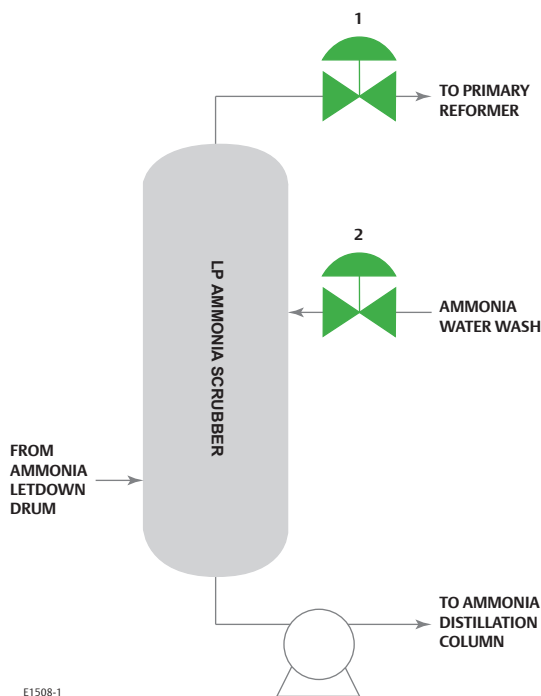 1
TO PRIMARY
REFORMER
2
LP AMMONIA SCRUBBER
AMMONIA
WATER WASH
FROM
AMMONIA
LETDOWN
DRUM
TO AMMONIA
DISTILLATION
COLUMN
E1508-1